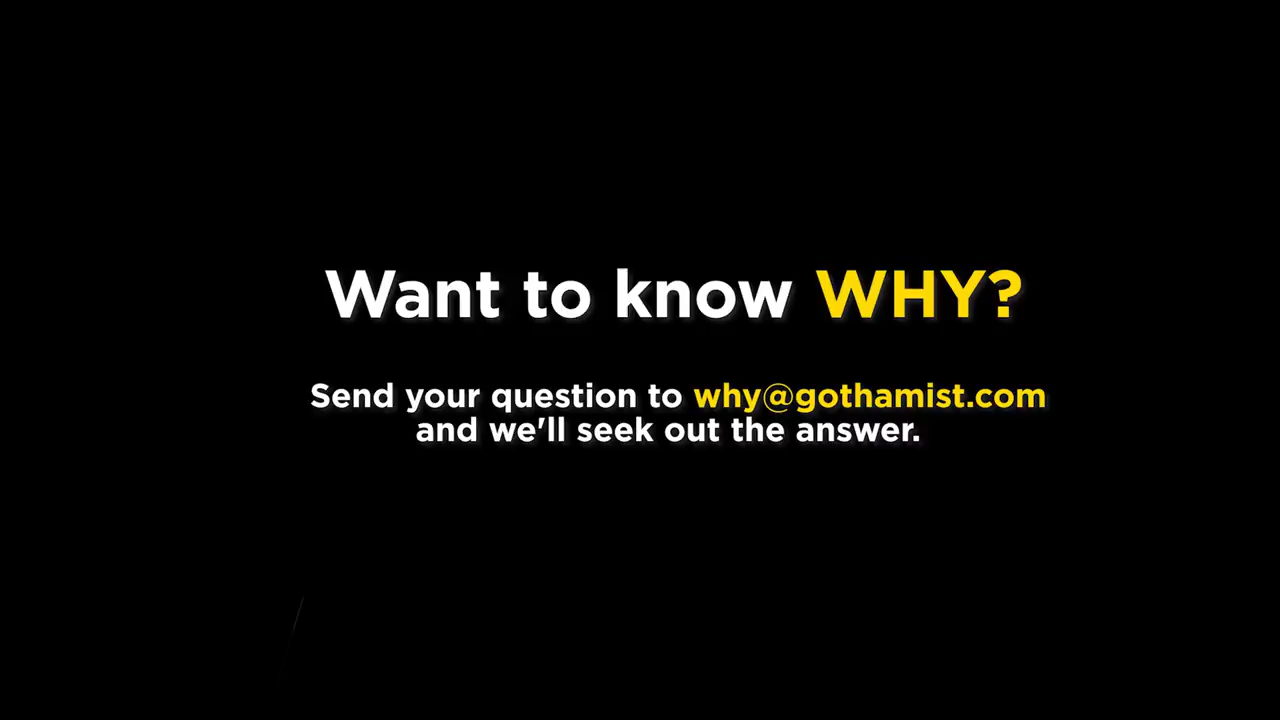 Want to know WHY?
Send your question to why@gothamist.com
and we'll seek out the answer.